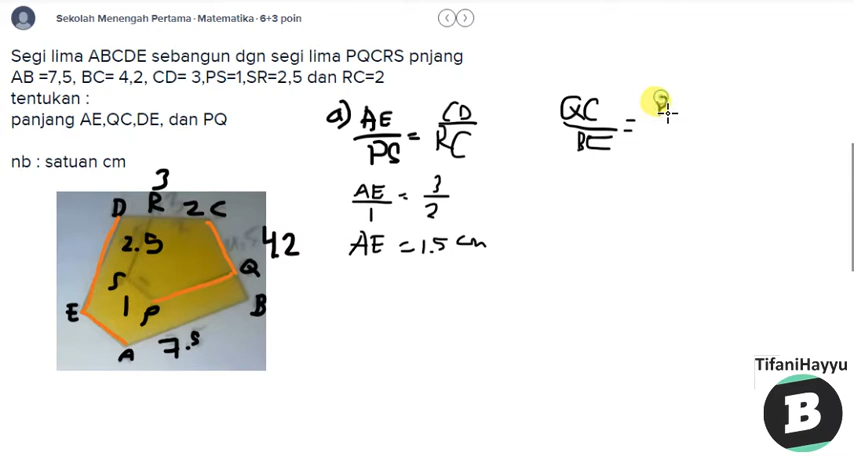 Sekolah Menengah Pertama · Matematika · 6+3 poin
Segi lima ABCDE sebangun dgn segi lima PQCRS pnjang
AB =7,5, BC= 4,2, CD= 3,PS=1,SR=2,5 dan RC=2
tentukan :
panjang AE,QC,DE, dan PQ
nb : satuan cm
a) AE/PS = CD/RC
AE/1 = 3/2
AE = 1.5 cm
QC/BC =
3
D R 2 C
2.5
42
S
Q
E 1 P B
A 7.5
TifaniHayyu
B